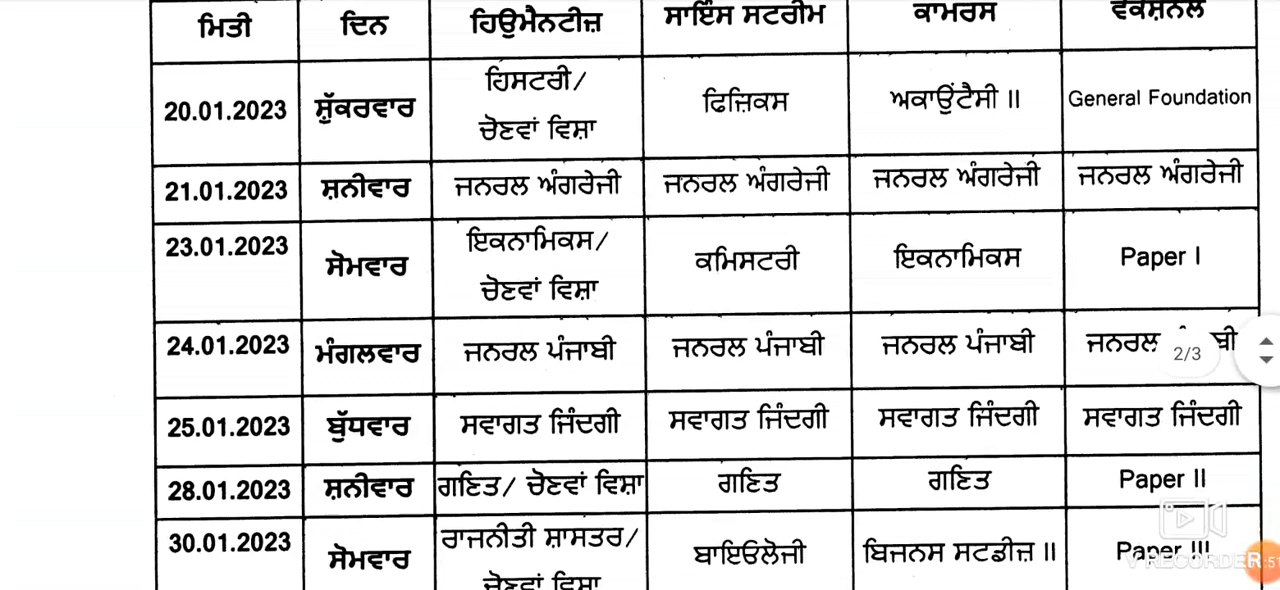 ਮਿਤੀ ਦਿਨ ਹਿਉਮੈਨਟੀਜ਼ ਸਾਇੰਸ ਸਟਰੀਮ ਕਾਮਰਸ ਵੋਕੇਸ਼ਨਲ
20.01.2023 ਸ਼ੁੱਕਰਵਾਰ ਹਿਸਟਰੀ/ ਚੋਣਵਾਂ ਵਿਸ਼ਾ ਫਿਜ਼ਿਕਸ ਅਕਾਉਂਟੈਸੀ II General Foundation
21.01.2023 ਸ਼ਨੀਵਾਰ ਜਨਰਲ ਅੰਗਰੇਜੀ ਜਨਰਲ ਅੰਗਰੇਜੀ ਜਨਰਲ ਅੰਗਰੇਜੀ ਜਨਰਲ ਅੰਗਰੇਜੀ
23.01.2023 ਸੋਮਵਾਰ ਇਕਨਾਮਿਕਸ/ ਚੋਣਵਾਂ ਵਿਸ਼ਾ ਕਮਿਸਟਰੀ ਇਕਨਾਮਿਕਸ Paper I
24.01.2023 ਮੰਗਲਵਾਰ ਜਨਰਲ ਪੰਜਾਬੀ ਜਨਰਲ ਪੰਜਾਬੀ ਜਨਰਲ ਪੰਜਾਬੀ ਜਨਰਲ
2/3
25.01.2023 ਬੁੱਧਵਾਰ ਸਵਾਗਤ ਜਿੰਦਗੀ ਸਵਾਗਤ ਜਿੰਦਗੀ ਸਵਾਗਤ ਜਿੰਦਗੀ ਸਵਾਗਤ ਜਿੰਦਗੀ
28.01.2023 ਸ਼ਨੀਵਾਰ ਗਣਿਤ/ ਚੋਣਵਾਂ ਵਿਸ਼ਾ ਗਣਿਤ ਗਣਿਤ Paper II
30.01.2023 ਸੋਮਵਾਰ ਰਾਜਨੀਤੀ ਸ਼ਾਸਤਰ/ ਚੋਣਵਾਂ ਵਿਸ਼ਾ ਬਾਇਓਲੋਜੀ ਬਿਜਨਸ ਸਟਡੀਜ਼ II Paper III
V RECORDER